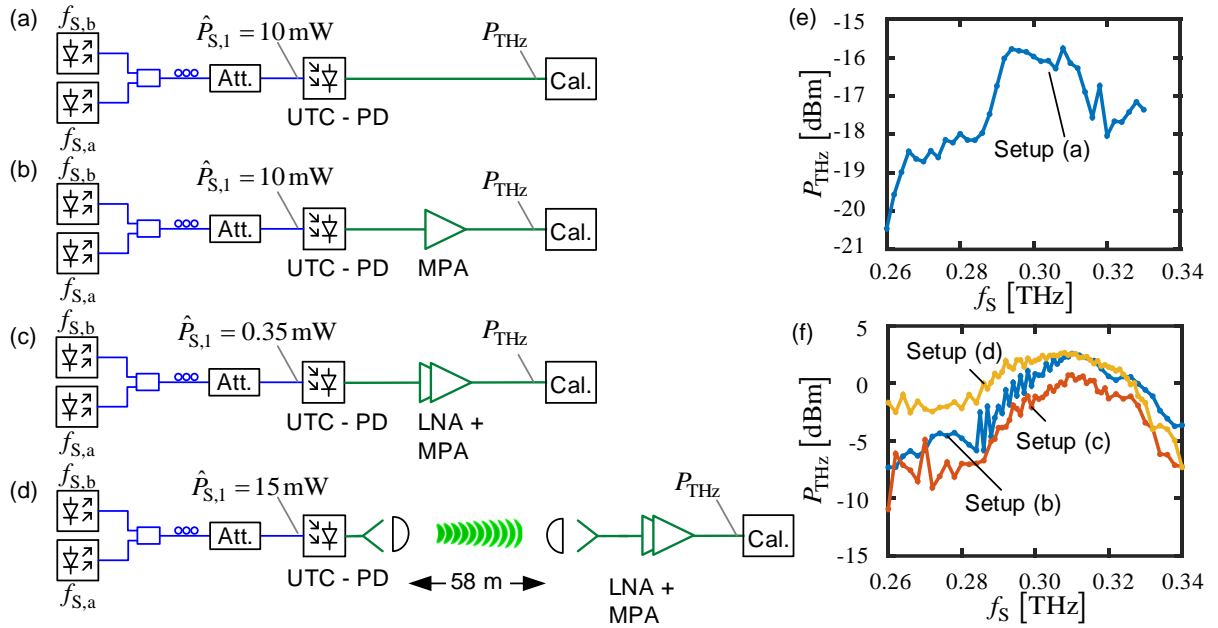 (a)
f_S,b
f_S,a
P̂_S,1 = 10 mW
Att.
UTC - PD
P_THz
Cal.
(b)
f_S,b
f_S,a
P̂_S,1 = 10 mW
Att.
UTC - PD
MPA
P_THz
Cal.
(c)
f_S,b
f_S,a
P̂_S,1 = 0.35 mW
Att.
UTC - PD
LNA +
MPA
P_THz
Cal.
(d)
f_S,b
f_S,a
P̂_S,1 = 15 mW
Att.
UTC - PD
58 m
LNA +
MPA
P_THz
Cal.
(e)
P_THz [dBm]
-15
-16
-17
-18
-19
-20
-21
Setup (a)
0.26 0.28 0.30 0.32 0.34
f_S [THz]
(f)
P_THz [dBm]
5
0
-5
-10
-15
Setup (d)
Setup (c)
Setup (b)
0.26 0.28 0.30 0.32 0.34
f_S [THz]